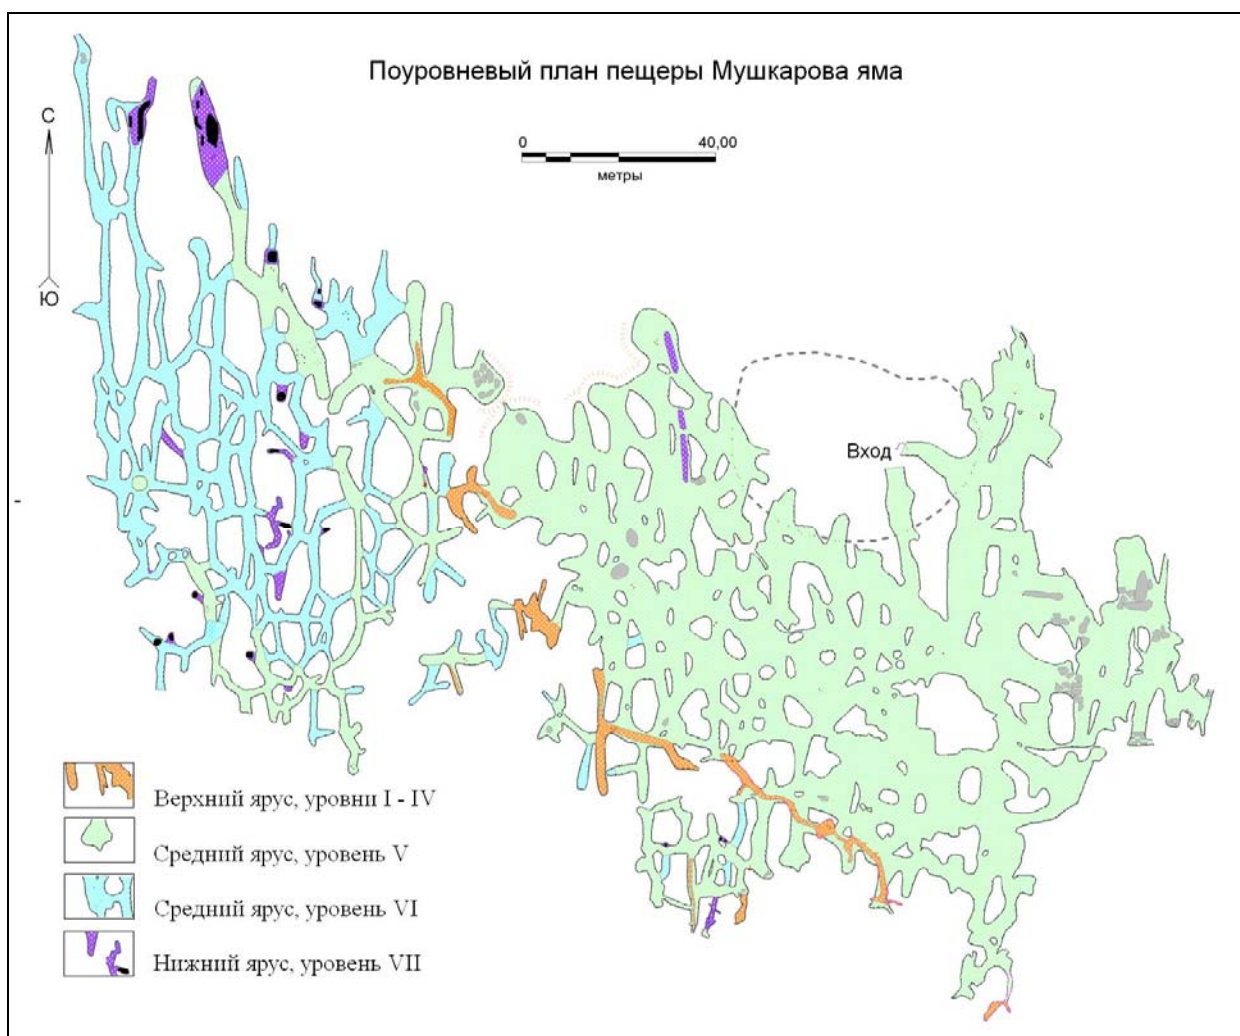 Поуровневый план пещеры Мушкарова яма
С
Ю
0 40,00
метры
Вход
Верхний ярус, уровни I - IV
Средний ярус, уровень V
Средний ярус, уровень VI
Нижний ярус, уровень VII